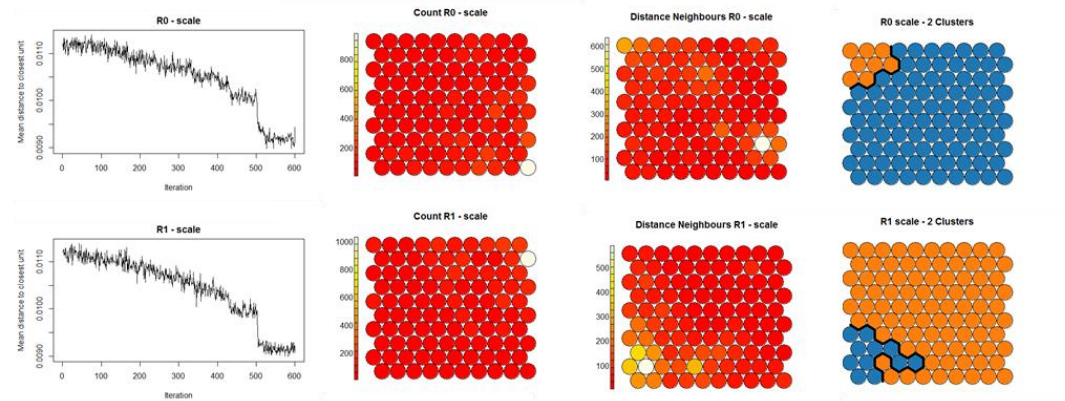 R0 - scale
Mean distance to closest unit
0.0110
0.0100
0.0090
0 100 200 300 400 500 600
Iteration
Count R0 - scale
800
600
400
200
Distance Neighbours R0 - scale
600
500
400
300
200
100
R0 scale - 2 Clusters
R1 - scale
Mean distance to closest unit
0.0110
0.0100
0.0090
0 100 200 300 400 500 600
Iteration
Count R1 - scale
1000
800
600
400
200
Distance Neighbours R1 - scale
500
400
300
200
100
R1 scale - 2 Clusters